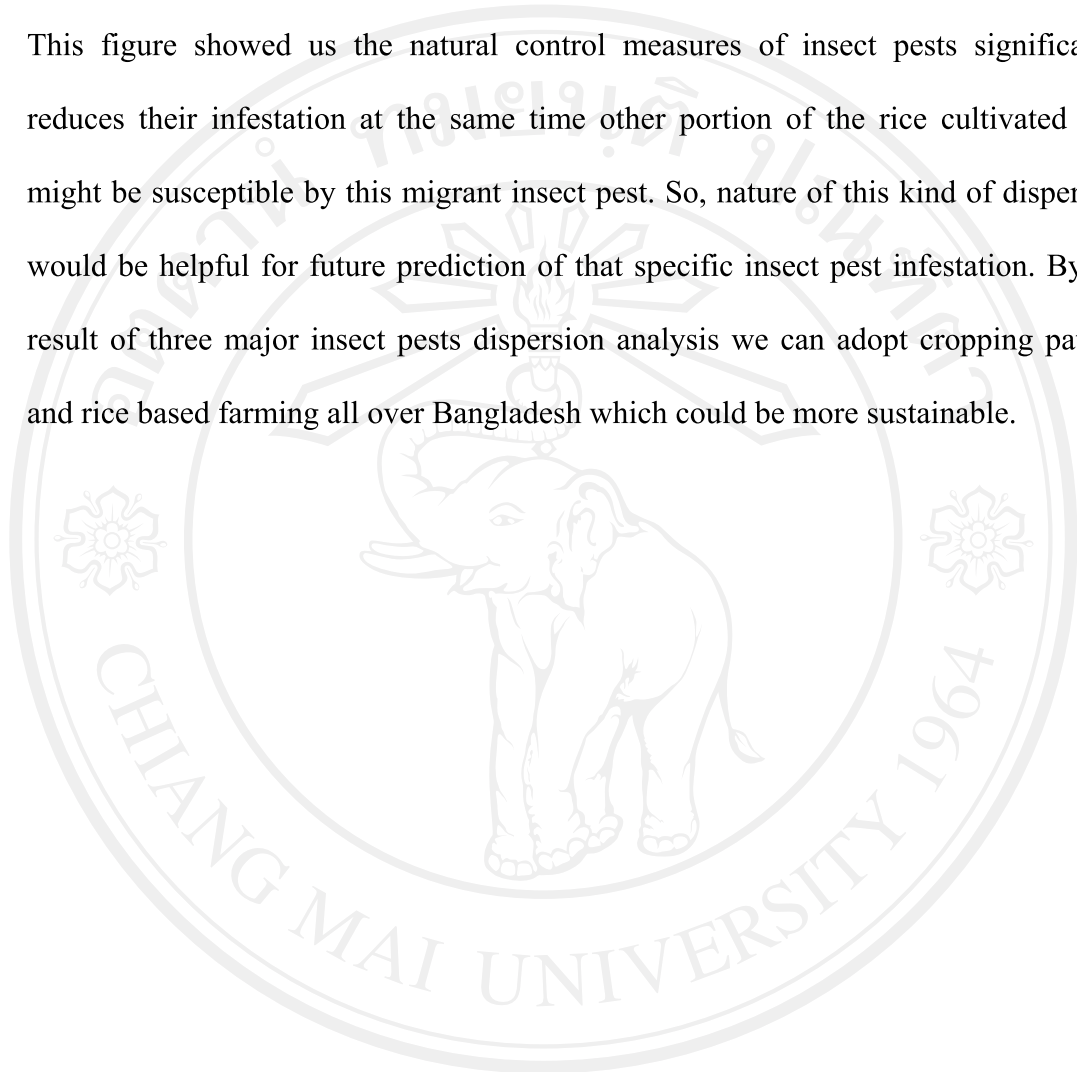 This figure showed us the natural control measures of insect pests
reduces their infestation at the same time other portion of the rice cultivated
might be susceptible by this migrant insect pest. So, nature of this kind of
would be helpful for future prediction of that specific insect pest infestation. By
result of three major insect pests dispersion analysis we can adopt cropping
and rice based farming all over Bangladesh which could be more sustainable.
CHIANG MAI UNIVERSITY 1964